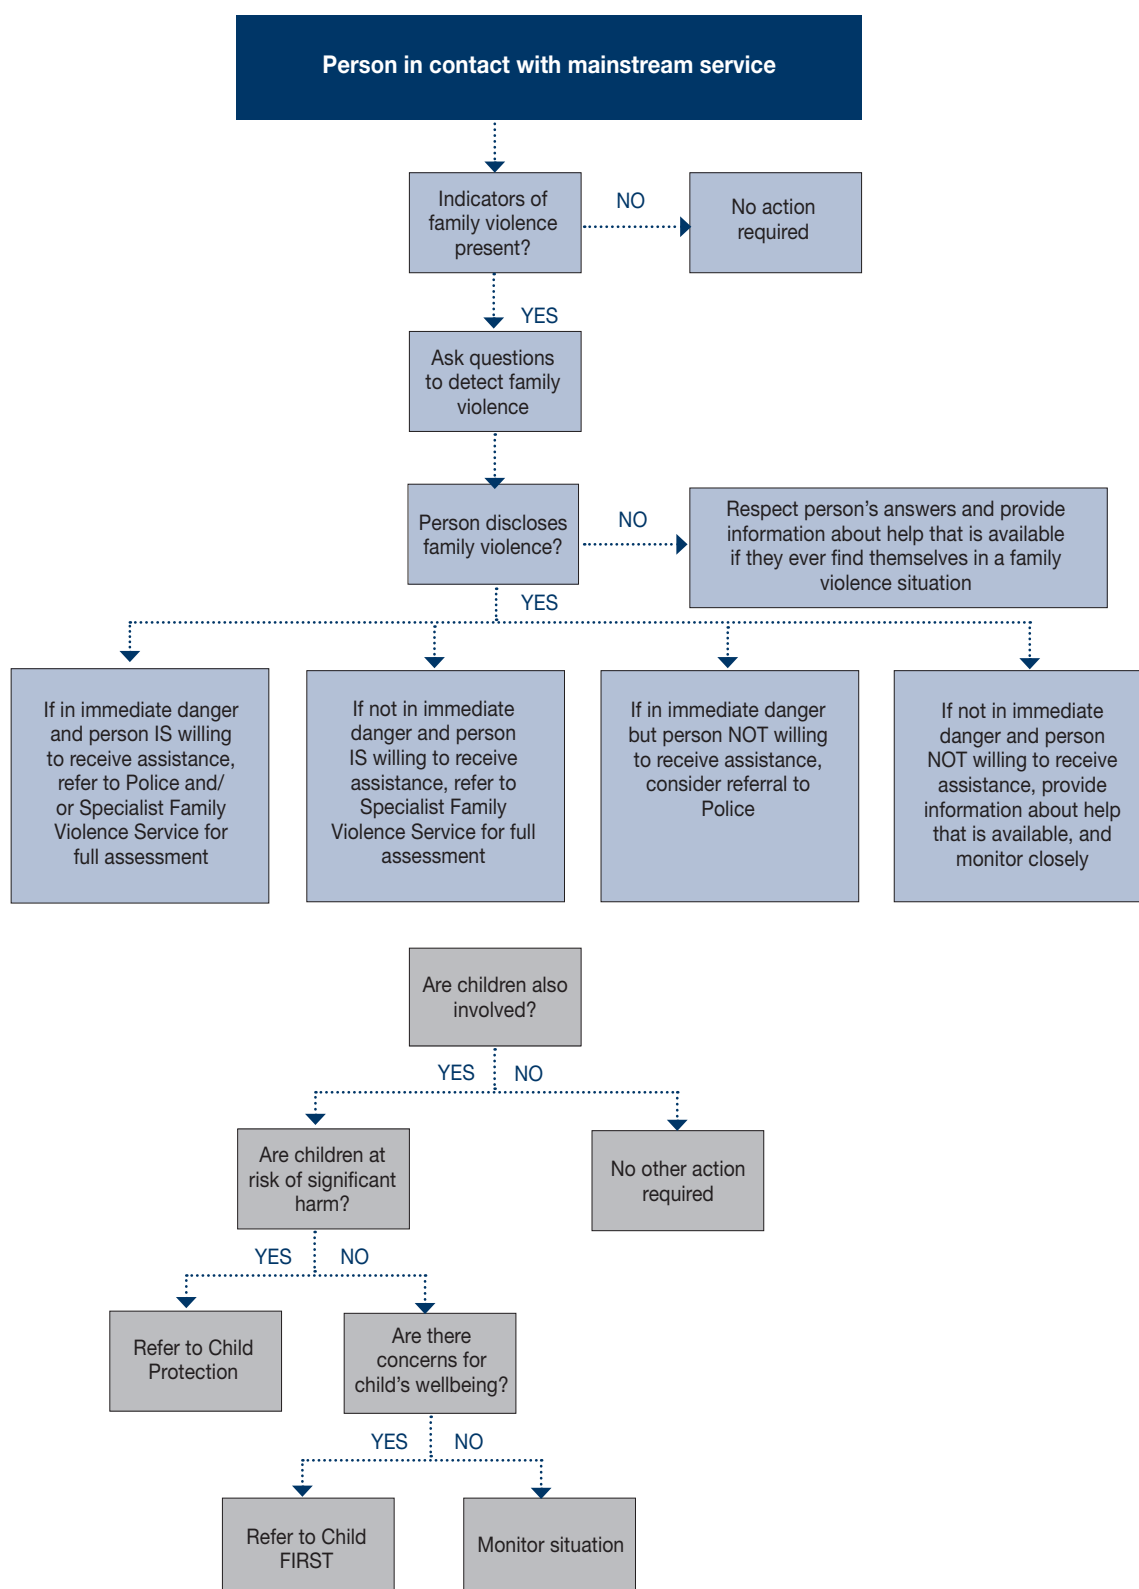 Person in contact with mainstream service
Indicators of
family violence
present?
NO
No action
required
YES
Ask questions
to detect family
violence
Person discloses
family violence?
NO
Respect person’s answers and provide
information about help that is available
if they ever find themselves in a family
violence situation
YES
If in immediate danger
and person IS willing
to receive assistance,
refer to Police and/
or Specialist Family
Violence Service for
full assessment
If not in immediate
danger and person
IS willing to receive
assistance, refer to
Specialist Family
Violence Service for full
assessment
If in immediate danger
but person NOT willing
to receive assistance,
consider referral to
Police
If not in immediate
danger and person
NOT willing to receive
assistance, provide
information about help
that is available, and
monitor closely
Are children also
involved?
YES
NO
Are children at
risk of significant
harm?
No other action
required
YES
NO
Refer to Child
Protection
Are there
concerns for
child’s wellbeing?
YES
NO
Refer to Child
FIRST
Monitor situation